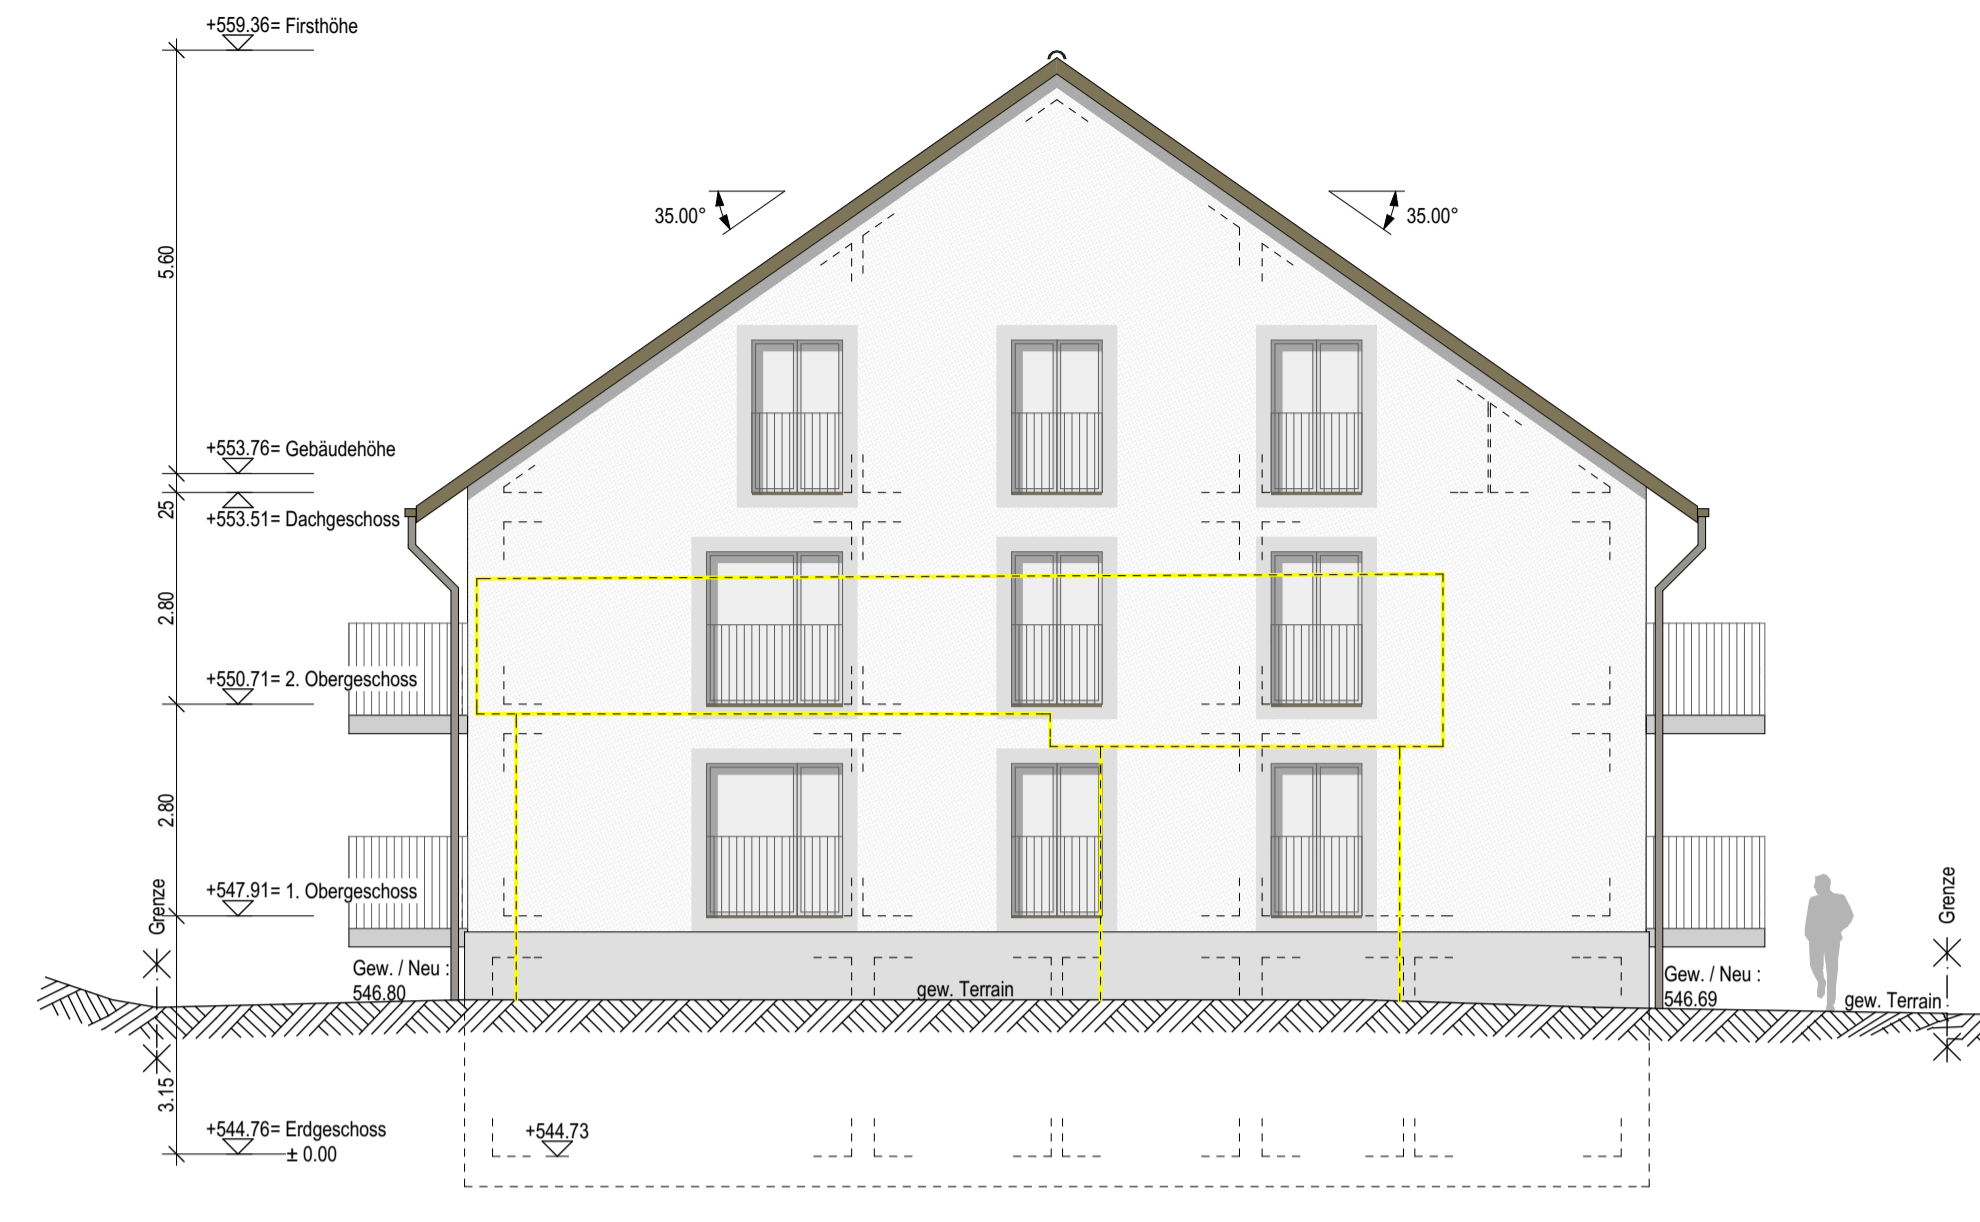 +559.36= Firsthöhe
35.00°
35.00°
5.60
+553.76= Gebäudehöhe
25
+553.51= Dachgeschoss
2.80
+550.71= 2. Obergeschoss
2.80
+547.91= 1. Obergeschoss
Grenze
Grenze
Gew. / Neu :
546.80
gew. Terrain
Gew. / Neu :
546.69
gew. Terrain
3.15
+544.76= Erdgeschoss
± 0.00
+544.73